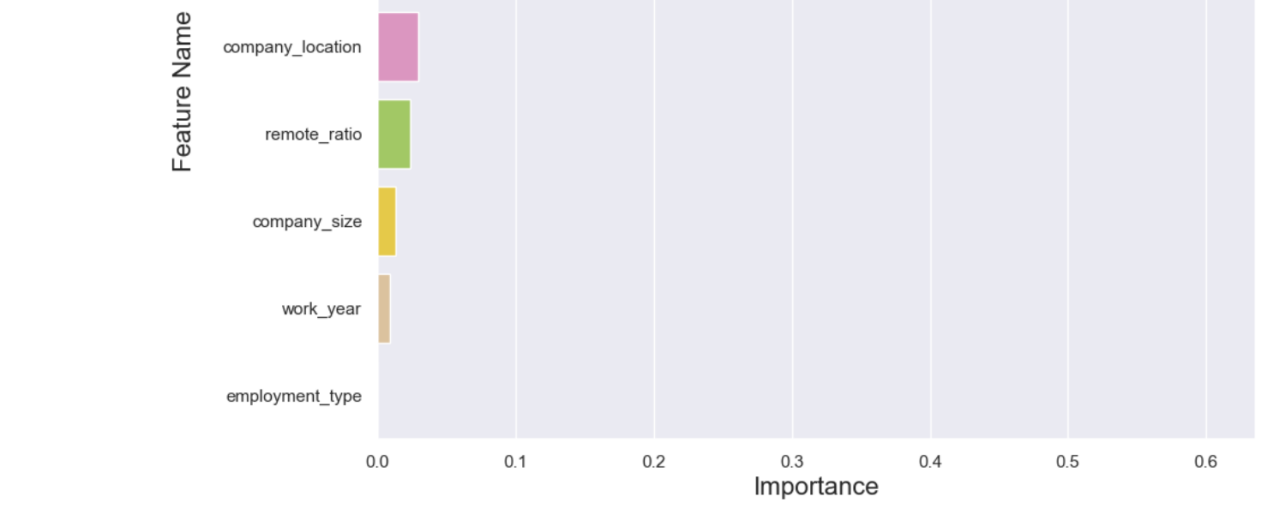 Feature Name
company_location
remote_ratio
company_size
work_year
employment_type
0.0 0.1 0.2 0.3 0.4 0.5 0.6
Importance